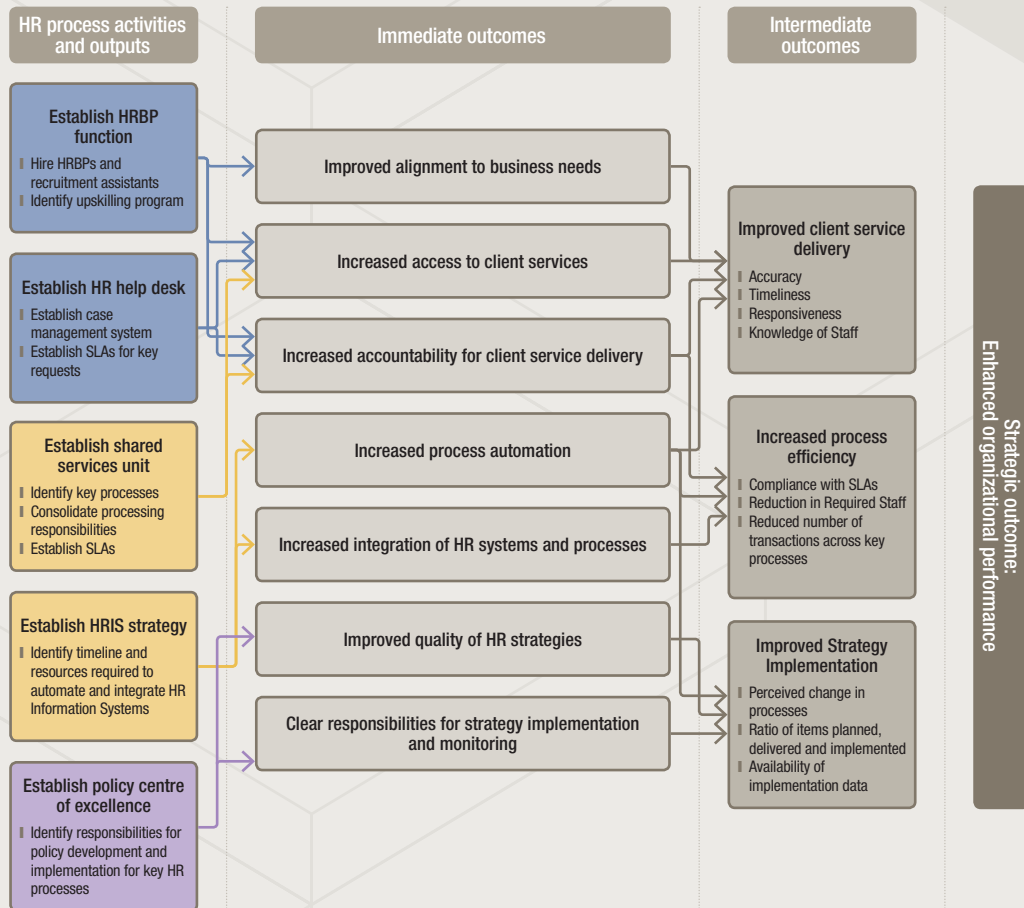 HR process activities
and outputs
Immediate outcomes
Intermediate
outcomes
Establish HRBP
function
Hire HRBPs and
recruitment assistants
Identify upskilling program
Establish HR help desk
Establish case
management system
Establish SLAs for key
requests
Establish shared
services unit
Identify key processes
Consolidate processing
responsibilities
Establish SLAs
Establish HRIS strategy
Identify timeline and
resources required to
automate and integrate HR
Information Systems
Establish policy centre
of excellence
Identify responsibilities for
policy development and
implementation for key HR
processes
Improved alignment to business needs
Increased access to client services
Increased accountability for client service delivery
Increased process automation
Increased integration of HR systems and processes
Improved quality of HR strategies
Clear responsibilities for strategy implementation
and monitoring
Improved client service
delivery
Accuracy
Timeliness
Responsiveness
Knowledge of Staff
Increased process
efficiency
Compliance with SLAs
Reduction in Required Staff
Reduced number of
transactions across key
processes
Improved Strategy
Implementation
Perceived change in
processes
Ratio of items planned,
delivered and implemented
Availability of
implementation data
Strategic outcome:
Enhanced organizational performance